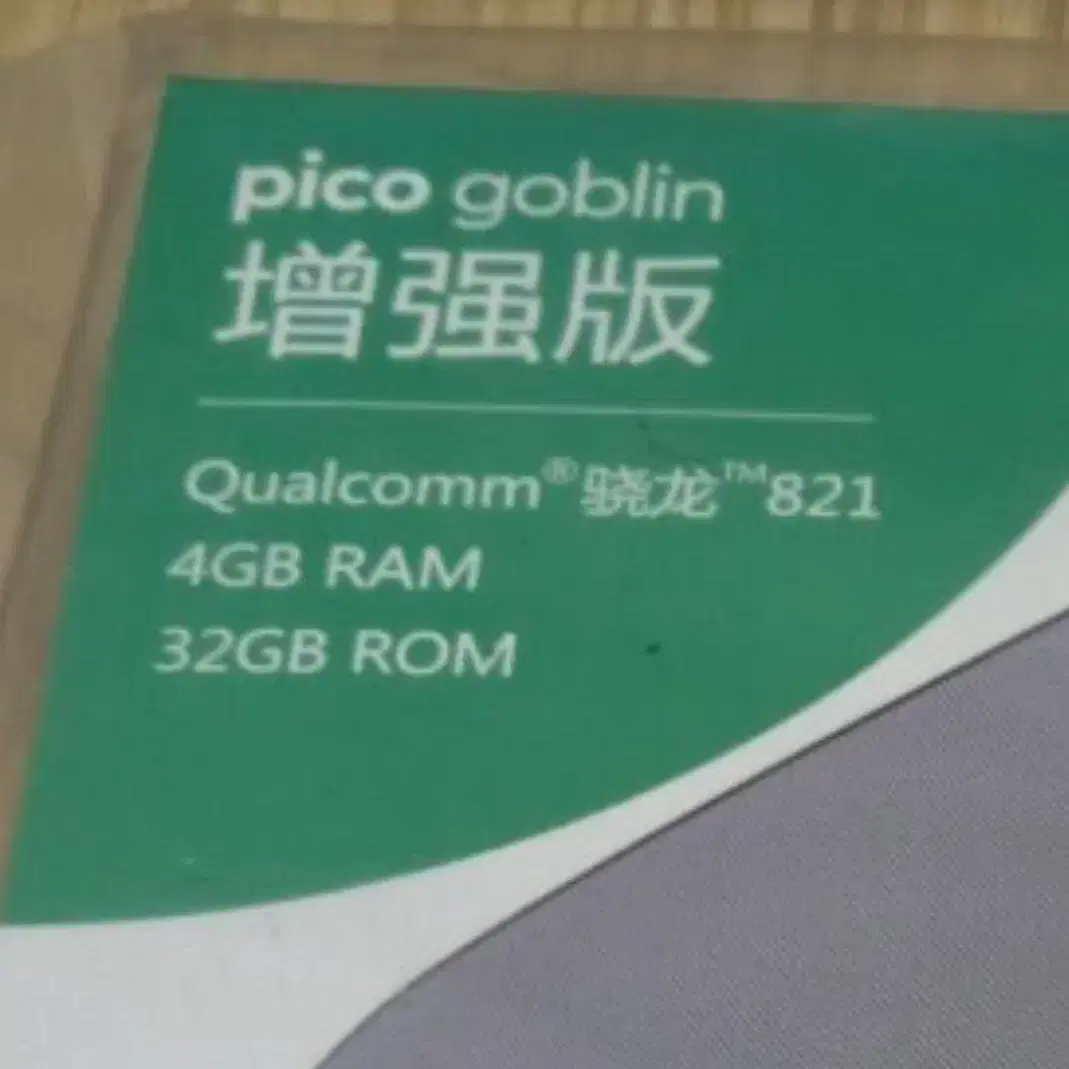 pico goblin
增强版
Qualcomm®骁龙™821
4GB RAM
32GB ROM